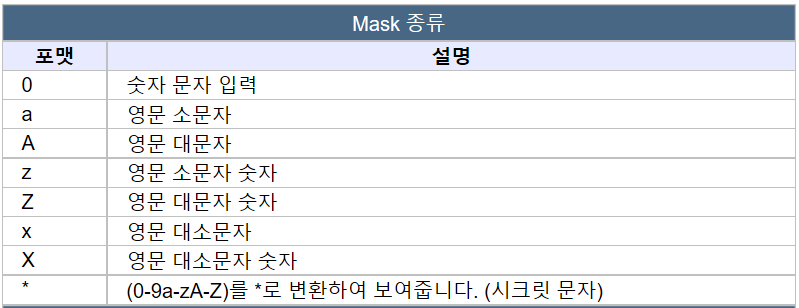 Mask 종류
포맷 설명
0 숫자 문자 입력
a 영문 소문자
A 영문 대문자
z 영문 소문자 숫자
Z 영문 대문자 숫자
x 영문 대소문자
X 영문 대소문자 숫자
* (0-9a-zA-Z)를 *로 변환하여 보여줍니다. (시크릿 문자)